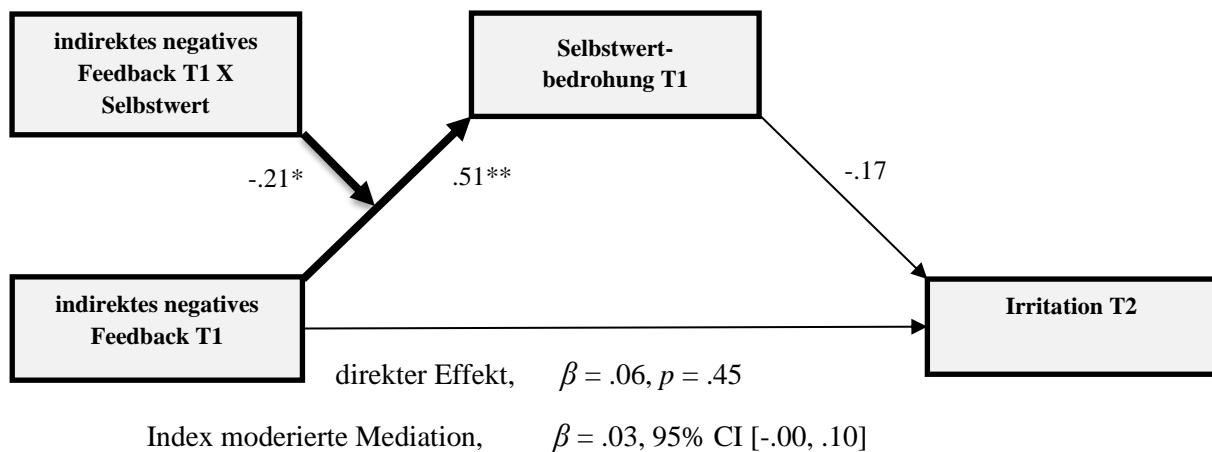 indirektes negatives
Feedback T1 X
Selbstwert
Selbstwert-
bedrohung T1
-.21*
.51**
-.17
indirektes negatives
Feedback T1
Irritation T2
direkter Effekt, β = .06, p = .45
Index moderierte Mediation, β = .03, 95% CI [-.00, .10]